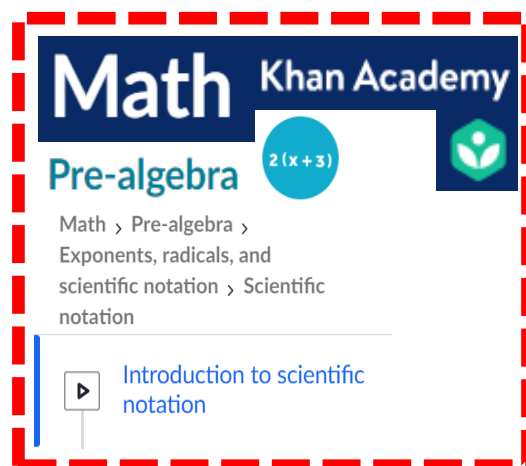 Math Khan Academy
2(x+3)
Pre-algebra
Math › Pre-algebra ›
Exponents, radicals, and
scientific notation › Scientific
notation
Introduction to scientific
notation